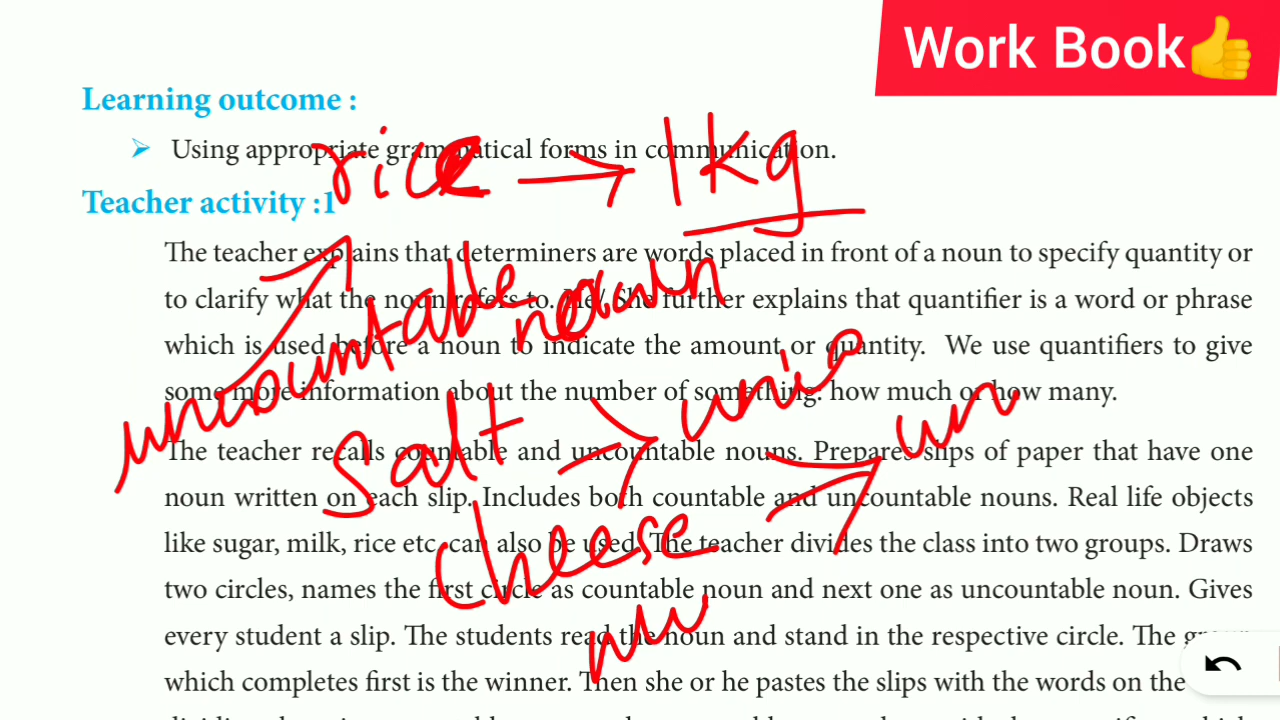 Work Book👍
Learning outcome :
➤ Using appropriate grammatical forms in communication.
rice → 1kg
Teacher activity :1
The teacher explains that determiners are words placed in front of a noun to specify quantity or
to clarify what the noun refers to. He/ She further explains that quantifier is a word or phrase
which is used before a noun to indicate the amount or quantity. We use quantifiers to give
some more information about the number of something: how much or how many.
uncountable noun
salt →
The teacher recalls countable and uncountable nouns. Prepares slips of paper that have one
noun written on each slip. Includes both countable and uncountable nouns. Real life objects
like sugar, milk, rice etc. can also be used. The teacher divides the class into two groups. Draws
cheese → un
two circles, names the first circle as countable noun and next one as uncountable noun. Gives
every student a slip. The students read the noun and stand in the respective circle. The group
which completes first is the winner. Then she or he pastes the slips with the words on the